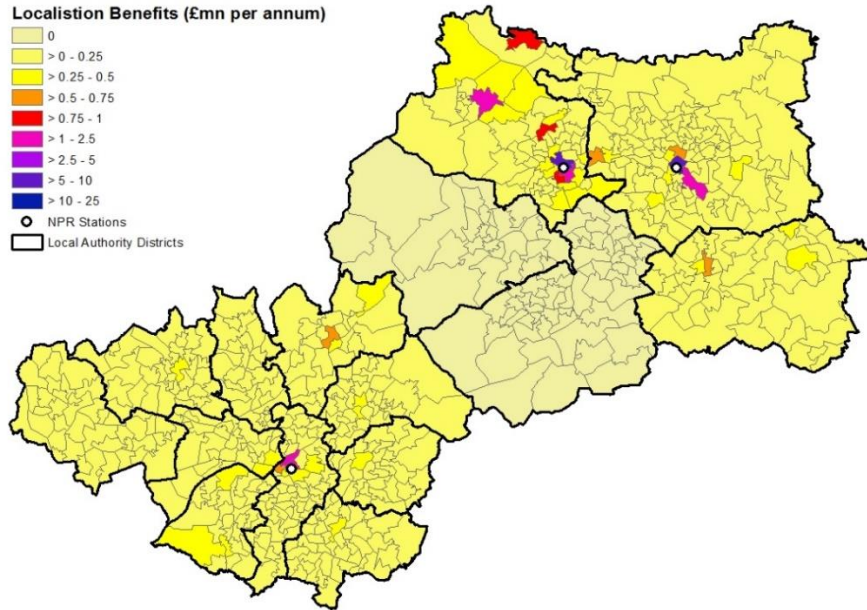 Localistion Benefits (£mn per annum)
0
> 0 - 0.25
> 0.25 - 0.5
> 0.5 - 0.75
> 0.75 - 1
> 1 - 2.5
> 2.5 - 5
> 5 - 10
> 10 - 25
NPR Stations
Local Authority Districts